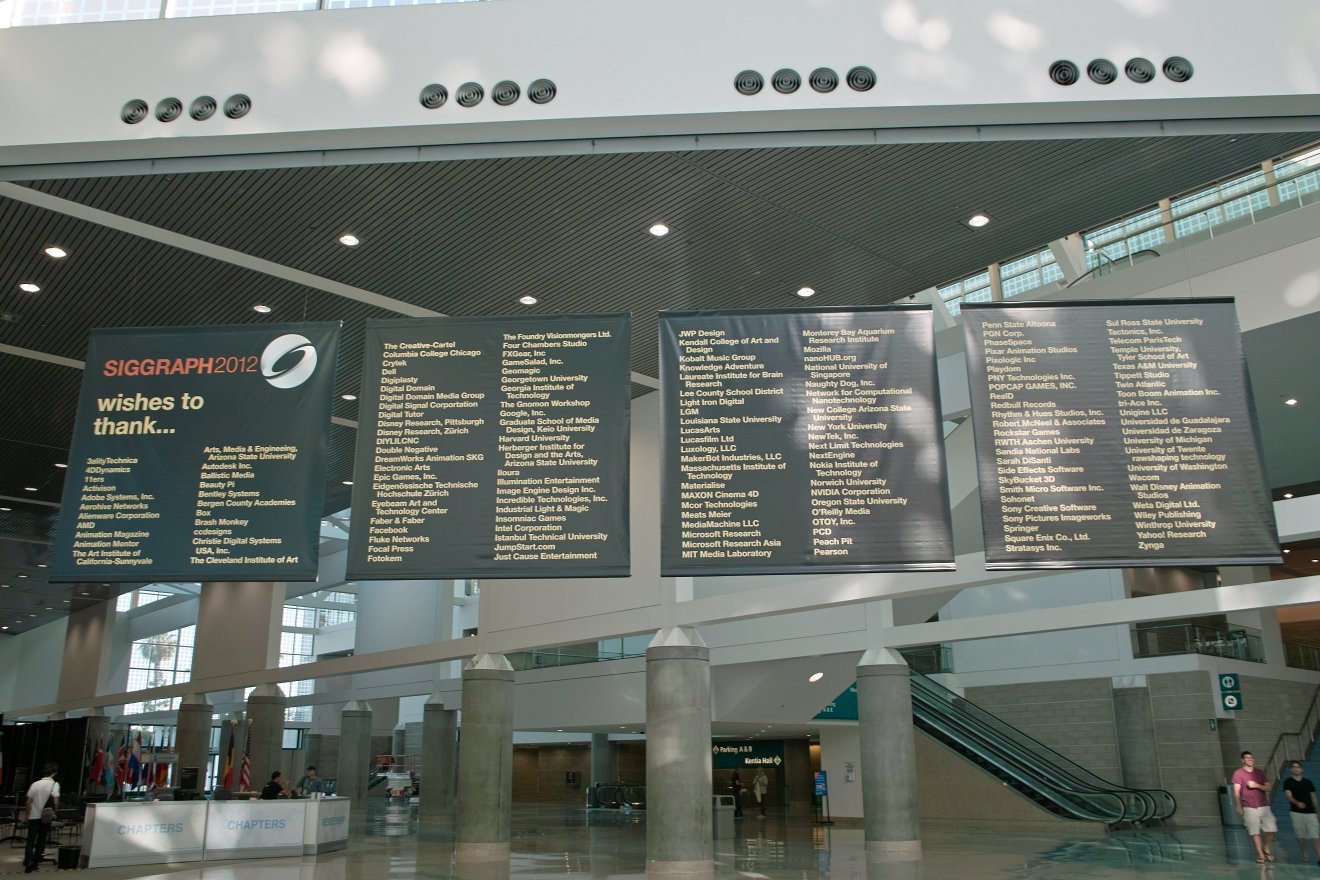 SIGGRAPH2012
wishes to
thank...
3alityTechnica
4DDynamics
11ers
Activison
Adobe Systems, Inc.
Aerohive Networks
Alienware Corporation
AMD
Animation Magazine
Animation Mentor
The Art Institute of
California-Sunnyvale
Arts, Media & Engineering,
Arizona State University
Autodesk Inc.
Ballistic Media
Beauty Pi
Bentley Systems
Bergen County Academies
Box
Brash Monkey
ccdesigns
Christie Digital Systems
USA, Inc.
The Cleveland Institute of Art
The Creative-Cartel
Columbia College Chicago
Crytek
Dell
Digiplasty
Digital Domain
Digital Domain Media Group
Digital Signal Corportation
Digital Tutor
Disney Research, Pittsburgh
Disney Research, Zürich
DIYLILCNC
Double Negative
DreamWorks Animation SKG
Electronic Arts
Epic Games, Inc.
Eidgenössische Technische
Hochschule Zürich
Eyebeam Art and
Technology Center
Faber & Faber
Facebook
Fluke Networks
Focal Press
Fotokem
The Foundry Visionmongers Ltd.
Four Chambers Studio
FXGear, Inc
GameSalad, Inc.
Geomagic
Georgetown University
Georgia Institute of
Technology
The Gnomon Workshop
Google, Inc.
Graduate School of Media
Design, Keio University
Harvard University
Herberger Institute for
Design and the Arts,
Arizona State University
Iloura
Illumination Entertainment
Image Engine Design Inc.
Incredible Technologies, Inc.
Industrial Light & Magic
Insomniac Games
Intel Corporation
Istanbul Technical University
JumpStart.com
Just Cause Entertainment
JWP Design
Kendall College of Art and
Design
Kobalt Music Group
Knowledge Adventure
Laureate Institute for Brain
Research
Lee County School District
Light Iron Digital
LGM
Louisiana State University
LucasArts
Lucasfilm Ltd
Luxology, LLC
MakerBot Industries, LLC
Massachusetts Institute of
Technology
Materialise
MAXON Cinema 4D
Mcor Technologies
Meats Meier
MediaMachine LLC
Microsoft Research
Microsoft Research Asia
MIT Media Laboratory
Monterey Bay Aquarium
Research Institute
Mozilla
nanoHUB.org
National University of
Singapore
Naughty Dog, Inc.
Network for Computational
Nanotechnology
New College Arizona State
University
New York University
NewTek, Inc.
Next Limit Technologies
NextEngine
Nokia Institute of
Technology
Norwich University
NVIDIA Corporation
Oregon State University
O'Reilly Media
OTOY, Inc.
PCD
Peach Pit
Pearson
Penn State Altoona
PGN Corp.
PhaseSpace
Pixar Animation Studios
Pixologic Inc
Playdom
PNY Technologies Inc.
POPCAP GAMES, INC.
RealD
Redbull Records
Rhythm & Hues Studios, Inc.
Robert McNeel & Associates
Rockstar Games
RWTH Aachen University
Sandia National Labs
Sarah DiSanti
Side Effects Software
SkyBucket 3D
Smith Micro Software Inc.
Sohonet
Sony Creative Software
Sony Pictures Imageworks
Springer
Square Enix Co., Ltd.
Stratasys Inc.
Sul Ross State University
Tactonics, Inc.
Telecom ParisTech
Temple University,
Tyler School of Art
Texas A&M University
Tippett Studio
Twin Atlantic
Toon Boom Animation Inc.
tri-Ace Inc.
Unigine LLC
Universidad de Guadalajara
Universidad de Zaragoza
University of Michigan
University of Twente
rawshaping technology
University of Washington
Wacom
Walt Disney Animation
Studios
Weta Digital Ltd.
Wiley Publishing
Winthrop University
Yahoo! Research
Zynga
Parking A & B
Kentia Hall
CHAPTERS
CHAPTERS